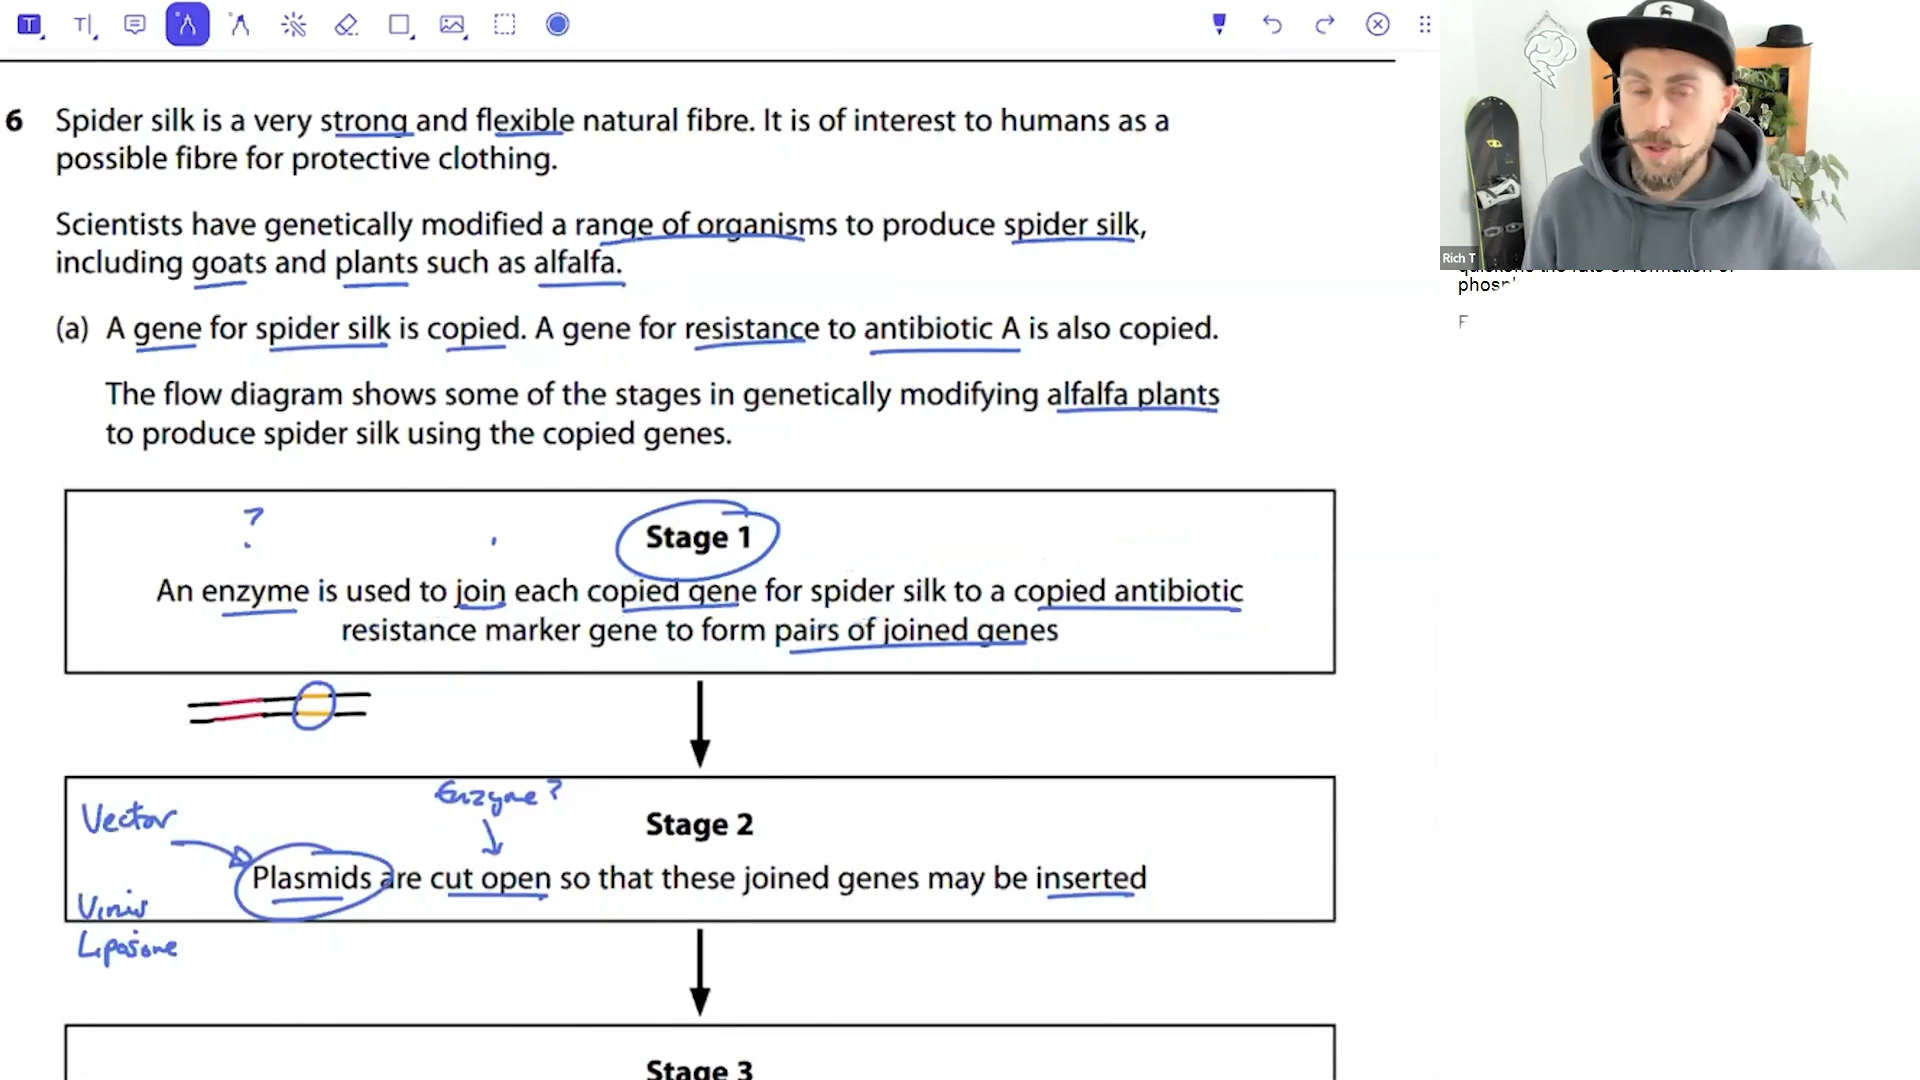 6 Spider silk is a very strong and flexible natural fibre. It is of interest to humans as a
possible fibre for protective clothing.
Scientists have genetically modified a range of organisms to produce spider silk,
including goats and plants such as alfalfa.
(a) A gene for spider silk is copied. A gene for resistance to antibiotic A is also copied.
The flow diagram shows some of the stages in genetically modifying alfalfa plants
to produce spider silk using the copied genes.
?
Stage 1
An enzyme is used to join each copied gene for spider silk to a copied antibiotic
resistance marker gene to form pairs of joined genes
Enzyme?
Vector
Stage 2
Plasmids are cut open so that these joined genes may be inserted
Virus
Liposome
Stage 3
Rich T